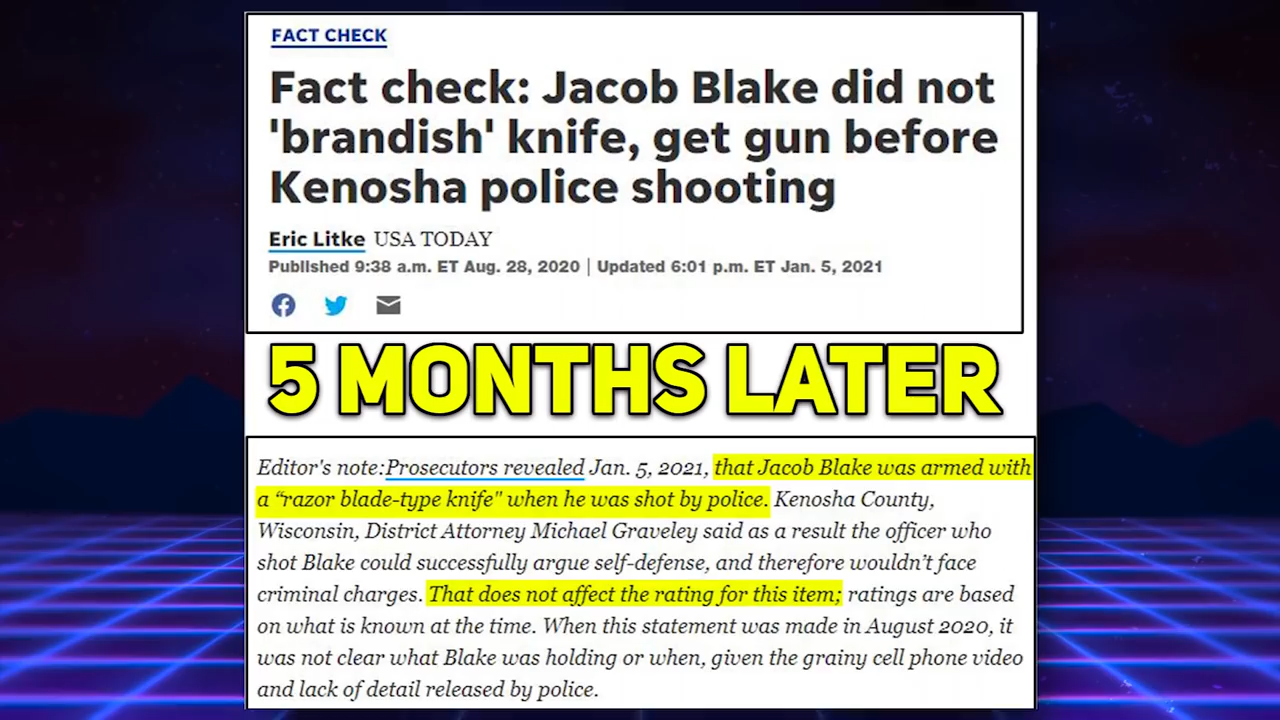 FACT CHECK
Fact check: Jacob Blake did not
'brandish' knife, get gun before
Kenosha police shooting
Eric Litke USA TODAY
Published 9:38 a.m. ET Aug. 28, 2020 | Updated 6:01 p.m. ET Jan. 5, 2021
5 MONTHS LATER
Editor's note:Prosecutors revealed Jan. 5, 2021, that Jacob Blake was armed with
a “razor blade-type knife" when he was shot by police. Kenosha County,
Wisconsin, District Attorney Michael Graveley said as a result the officer who
shot Blake could successfully argue self-defense, and therefore wouldn’t face
criminal charges. That does not affect the rating for this item; ratings are based
on what is known at the time. When this statement was made in August 2020, it
was not clear what Blake was holding or when, given the grainy cell phone video
and lack of detail released by police.